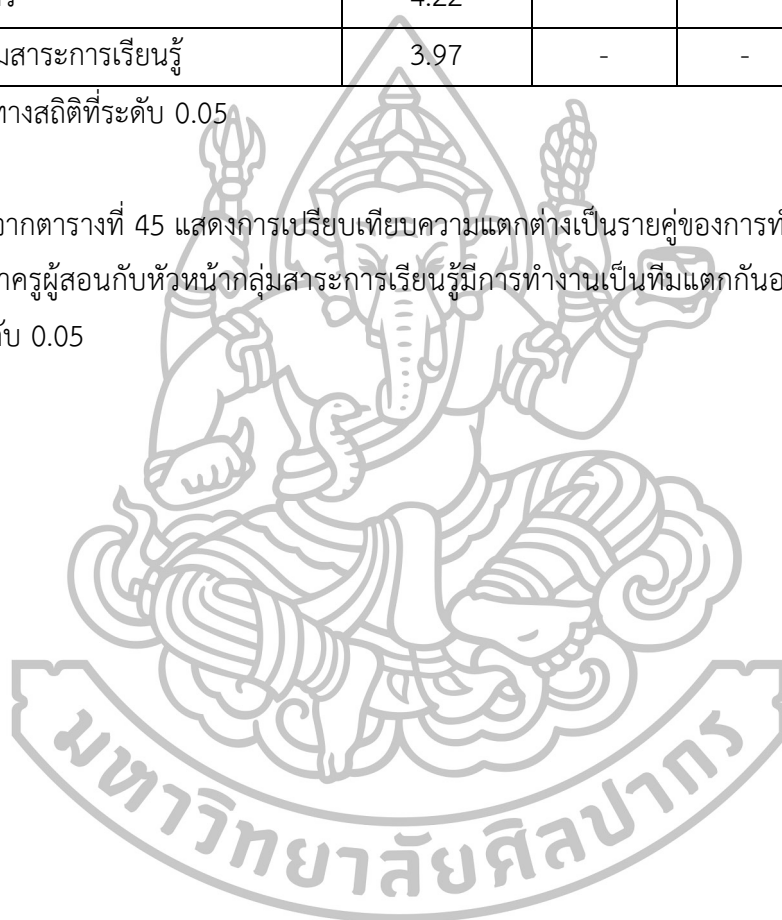 4.22
มสาระการเรียนรู้ 3.97 - -
ทางสถิติที่ระดับ 0.05
จากตารางที่ 45 แสดงการเปรียบเทียบความแตกต่างเป็นรายคู่ของการทำ
าครูผู้สอนกับหัวหน้ากลุ่มสาระการเรียนรู้มีการทำงานเป็นทีมแตกกันอ
ับ 0.05
มหาวิทยาลัยศิลปากร